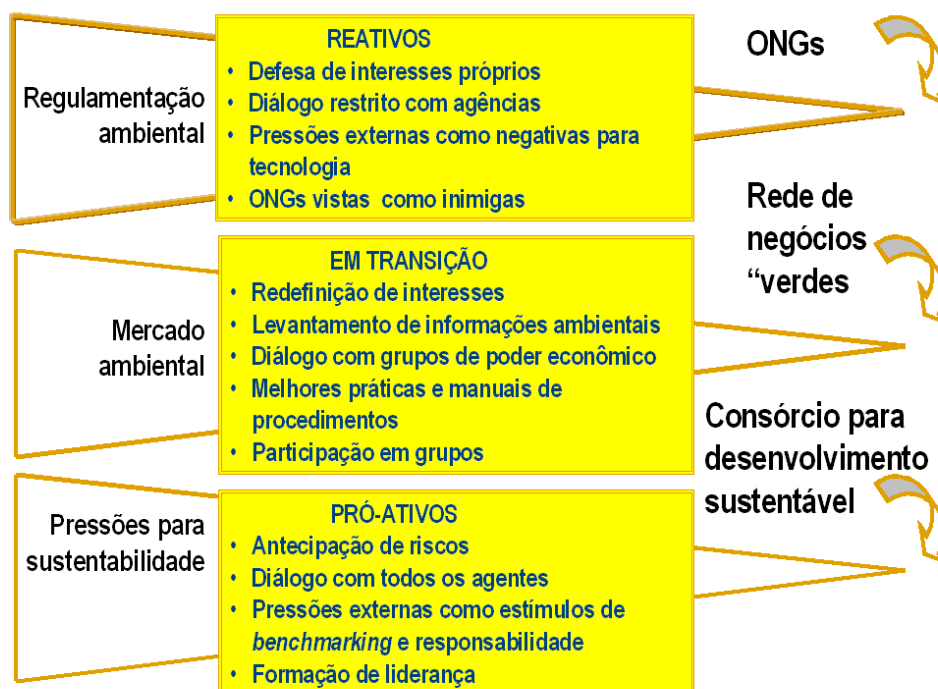 Regulamentação
ambiental
REATIVOS
• Defesa de interesses próprios
• Diálogo restrito com agências
• Pressões externas como negativas para
tecnologia
• ONGs vistas como inimigas
ONGs
Mercado
ambiental
EM TRANSIÇÃO
• Redefinição de interesses
• Levantamento de informações ambientais
• Diálogo com grupos de poder econômico
• Melhores práticas e manuais de
procedimentos
• Participação em grupos
Rede de
negócios
“verdes
Pressões para
sustentabilidade
PRÓ-ATIVOS
• Antecipação de riscos
• Diálogo com todos os agentes
• Pressões externas como estímulos de
benchmarking e responsabilidade
• Formação de liderança
Consórcio para
desenvolvimento
sustentável